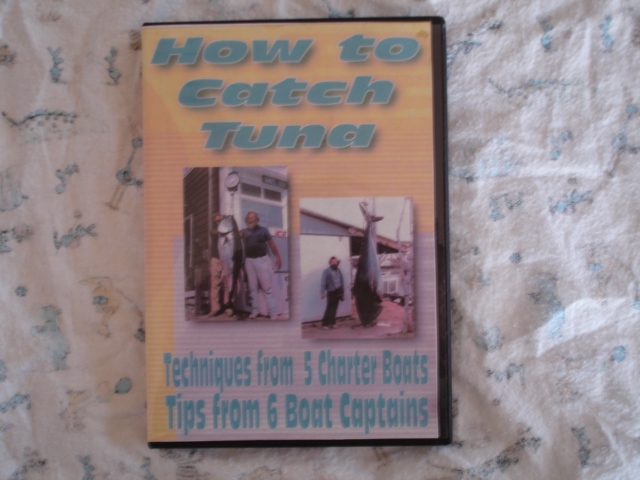 How to
Catch
Tuna
Techniques from 5 Charter Boats
Tips from 6 Boat Captains